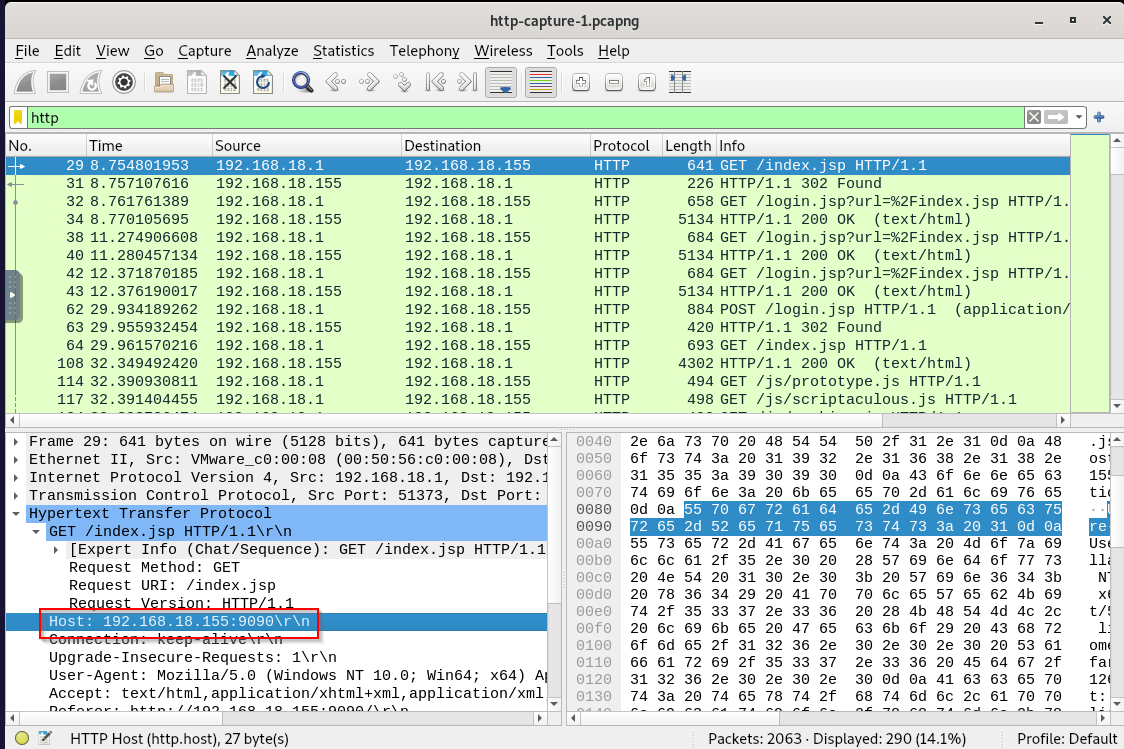 http-capture-1.pcapng
File Edit View Go Capture Analyze Statistics Telephony Wireless Tools Help
http
No. Time Source Destination Protocol Length Info
29 8.754801953 192.168.18.1 192.168.18.155 HTTP 641 GET /index.jsp HTTP/1.1
31 8.757107616 192.168.18.155 192.168.18.1 HTTP 226 HTTP/1.1 302 Found
32 8.761761389 192.168.18.1 192.168.18.155 HTTP 658 GET /login.jsp?url=%2Findex.jsp HTTP/1.
34 8.770105695 192.168.18.155 192.168.18.1 HTTP 5134 HTTP/1.1 200 OK (text/html)
38 11.274906608 192.168.18.1 192.168.18.155 HTTP 684 GET /login.jsp?url=%2Findex.jsp HTTP/1.
40 11.280457134 192.168.18.155 192.168.18.1 HTTP 5134 HTTP/1.1 200 OK (text/html)
42 12.371870185 192.168.18.1 192.168.18.155 HTTP 684 GET /login.jsp?url=%2Findex.jsp HTTP/1.
43 12.376190017 192.168.18.155 192.168.18.1 HTTP 5134 HTTP/1.1 200 OK (text/html)
62 29.934189262 192.168.18.1 192.168.18.155 HTTP 884 POST /login.jsp HTTP/1.1 (application/
63 29.955932454 192.168.18.155 192.168.18.1 HTTP 420 HTTP/1.1 302 Found
64 29.961570216 192.168.18.1 192.168.18.155 HTTP 693 GET /index.jsp HTTP/1.1
108 32.349492420 192.168.18.155 192.168.18.1 HTTP 4302 HTTP/1.1 200 OK (text/html)
114 32.390930811 192.168.18.1 192.168.18.155 HTTP 494 GET /js/prototype.js HTTP/1.1
117 32.391404455 192.168.18.1 192.168.18.155 HTTP 498 GET /js/scriptaculous.js HTTP/1.1
Frame 29: 641 bytes on wire (5128 bits), 641 bytes capture
Ethernet II, Src: VMware_c0:00:08 (00:50:56:c0:00:08), Dst
Internet Protocol Version 4, Src: 192.168.18.1, Dst: 192.1
Transmission Control Protocol, Src Port: 51373, Dst Port:
Hypertext Transfer Protocol
GET /index.jsp HTTP/1.1\r\n
[Expert Info (Chat/Sequence): GET /index.jsp HTTP/1.1
Request Method: GET
Request URI: /index.jsp
Request Version: HTTP/1.1
Host: 192.168.18.155:9090\r\n
Connection: keep-alive\r\n
Upgrade-Insecure-Requests: 1\r\n
User-Agent: Mozilla/5.0 (Windows NT 10.0; Win64; x64) Ap
Accept: text/html,application/xhtml+xml,application/xml
Referer: http://192.168.18.155:9090/\r\n
0040 2e 6a 73 70 20 48 54 54 50 2f 31 2e 31 0d 0a 48 .js
0050 6f 73 74 3a 20 31 39 32 2e 31 36 38 2e 31 38 2e ost
0060 31 35 35 3a 39 30 39 30 0d 0a 43 6f 6e 6e 65 63 155
0070 74 69 6f 6e 3a 20 6b 65 65 70 2d 61 6c 69 76 65 tio
0080 0d 0a 55 70 67 72 61 64 65 2d 49 6e 73 65 63 75 ··U
0090 72 65 2d 52 65 71 75 65 73 74 73 3a 20 31 0d 0a re-
00a0 55 73 65 72 2d 41 67 65 6e 74 3a 20 4d 6f 7a 69 Use
00b0 6c 6c 61 2f 35 2e 30 20 28 57 69 6e 64 6f 77 73 lla
00c0 20 4e 54 20 31 30 2e 30 3b 20 57 69 6e 36 34 3b NT
00d0 20 78 36 34 29 20 41 70 70 6c 65 57 65 62 4b 69 x6
00e0 74 2f 35 33 37 2e 33 36 20 28 4b 48 54 4d 4c 2c t/5
00f0 20 6c 69 6b 65 20 47 65 63 6b 6f 29 20 43 68 72 li
0100 6f 6d 65 2f 31 32 36 2e 30 2e 30 2e 30 20 53 61 ome
0110 66 61 72 69 2f 35 33 37 2e 33 36 20 45 64 67 2f far
0120 31 32 36 2e 30 2e 30 2e 30 0d 0a 41 63 63 65 70 126
0130 74 3a 20 74 65 78 74 2f 68 74 6d 6c 2c 61 70 70 t:
HTTP Host (http.host), 27 byte(s)
Packets: 2063 · Displayed: 290 (14.1%)
Profile: Default